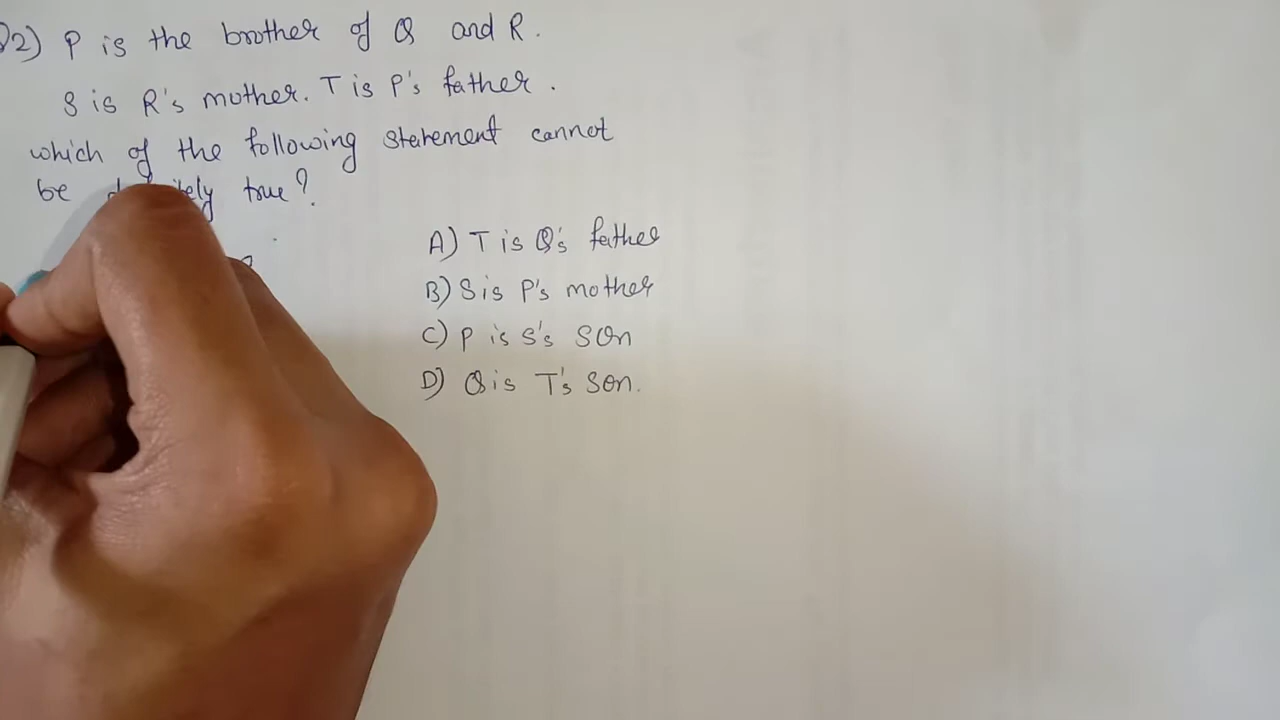 2) P is the brother of Q and R.
S is R's mother. T is P's father.
which of the following statement cannot
be true?
A) T is Q's father
B) S is P's mother
C) P is S's son
D) Q is T's son.